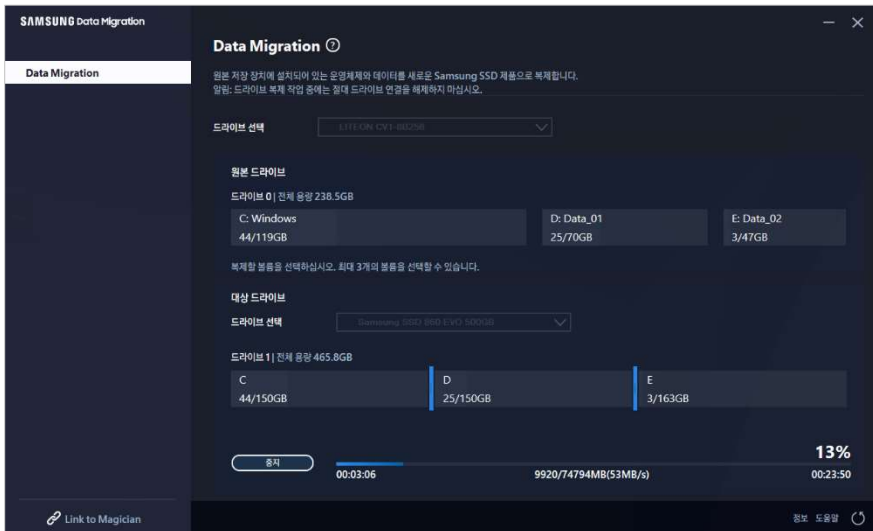 SAMSUNG Data Migration
Data Migration
Data Migration ?
원본 저장 장치에 설치되어 있는 운영체제와 데이터를 새로운 Samsung SSD 제품으로 복제합니다.
알림: 드라이브 복제 작업 중에는 절대 드라이브 연결을 해제하지 마십시오.
드라이브 선택 LITEON CV1-8B256
원본 드라이브
드라이브 0 | 전체 용량 238.5GB
C: Windows D: Data_01 E: Data_02
44/119GB 25/70GB 3/47GB
복제할 볼륨을 선택하십시오. 최대 3개의 볼륨을 선택할 수 있습니다.
대상 드라이브
드라이브 선택 Samsung SSD 860 EVO 500GB
드라이브 1 | 전체 용량 465.8GB
C D E
44/150GB 25/150GB 3/163GB
13%
중지
00:03:06 9920/74794MB(53MB/s) 00:23:50
Link to Magician 정보 도움말